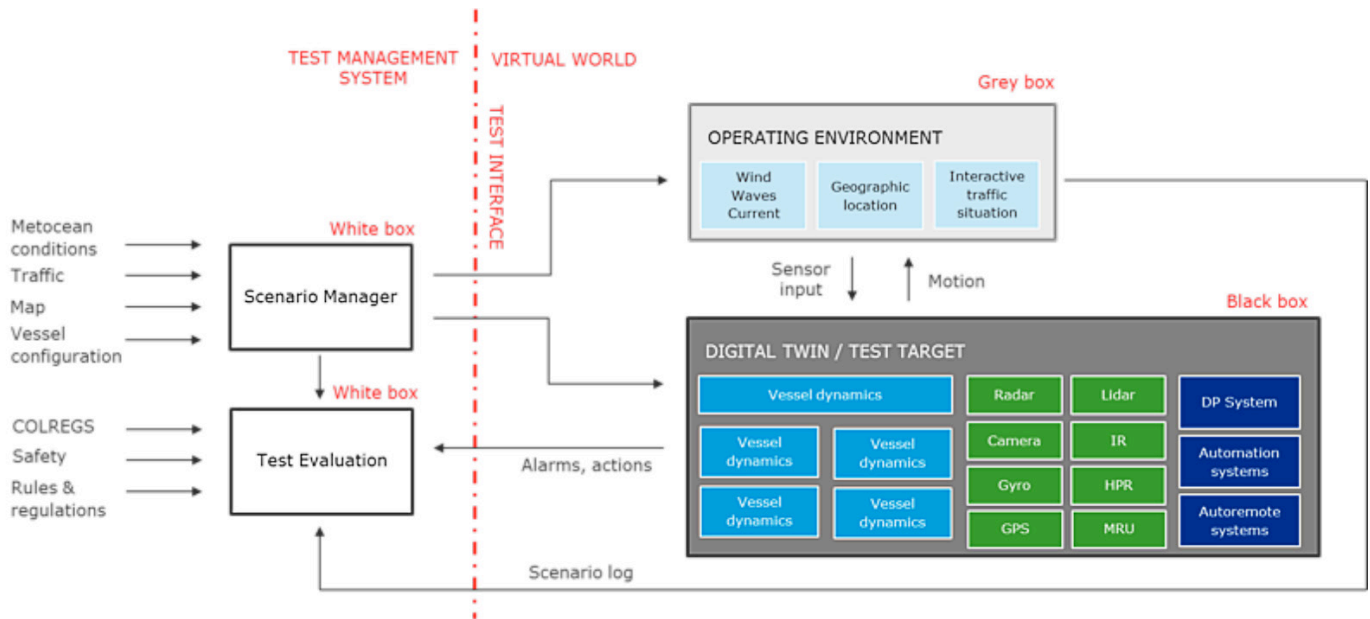 TEST MANAGEMENT
SYSTEM
VIRTUAL WORLD
TEST INTERFACE
Grey box
OPERATING ENVIRONMENT
Wind
Waves
Current
Geographic
location
Interactive
traffic
situation
Metocean
conditions
Traffic
Map
Vessel
configuration
White box
Scenario Manager
Sensor
input
Motion
Black box
DIGITAL TWIN / TEST TARGET
Vessel dynamics
Vessel
dynamics
Vessel
dynamics
Vessel
dynamics
Vessel
dynamics
Radar
Lidar
Camera
IR
Gyro
HPR
GPS
MRU
DP System
Automation
systems
Autoremote
systems
White box
COLREGS
Safety
Rules &
regulations
Test Evaluation
Alarms, actions
Scenario log